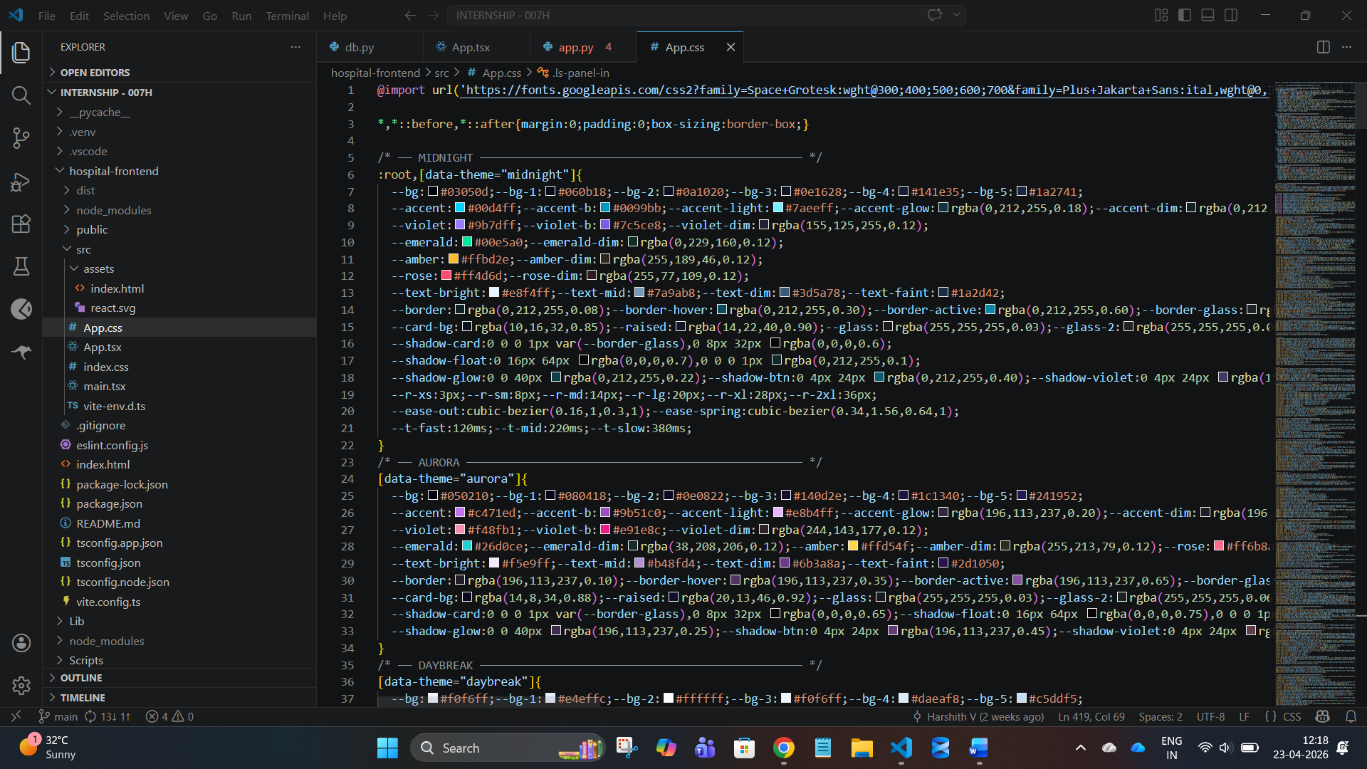 File Edit Selection View Go Run Terminal Help
INTERNSHIP - 007H
EXPLORER
OPEN EDITORS
INTERNSHIP - 007H
__pycache__
.venv
.vscode
hospital-frontend
dist
node_modules
public
src
assets
index.html
react.svg
App.css
App.tsx
index.css
main.tsx
TS vite-env.d.ts
.gitignore
eslint.config.js
index.html
package-lock.json
package.json
README.md
tsconfig.app.json
tsconfig.json
tsconfig.node.json
vite.config.ts
Lib
node_modules
Scripts
OUTLINE
TIMELINE
db.py App.tsx app.py 4 # App.css
hospital-frontend > src > # App.css > .ls-panel-in
1 @import url('https://fonts.googleapis.com/css2?family=Space+Grotesk:wght@300;400;500;600;700&family=Plus+Jakarta+Sans:ital,wght@0,
2
3 *,*::before,*::after{margin:0;padding:0;box-sizing:border-box;}
4
5 /* — MIDNIGHT ———————————————— */
6 :root,[data-theme="midnight"]{
7 --bg:#03050d;--bg-1:#060b18;--bg-2:#0a1020;--bg-3:#0e1628;--bg-4:#141e35;--bg-5:#1a2741;
8 --accent:#00d4ff;--accent-b:#0099bb;--accent-light:#7aeeff;--accent-glow:rgba(0,212,255,0.18);--accent-dim:rgba(0,212
9 --violet:#9b7dff;--violet-b:#7c5ce8;--violet-dim:rgba(155,125,255,0.12);
10 --emerald:#00e5a0;--emerald-dim:rgba(0,229,160,0.12);
11 --amber:#ffbd2e;--amber-dim:rgba(255,189,46,0.12);
12 --rose:#ff4d6d;--rose-dim:rgba(255,77,109,0.12);
13 --text-bright:#e8f4ff;--text-mid:#7a9ab8;--text-dim:#3d5a78;--text-faint:#1a2d42;
14 --border:rgba(0,212,255,0.08);--border-hover:rgba(0,212,255,0.30);--border-active:rgba(0,212,255,0.60);--border-glass:rg
15 --card-bg:rgba(10,16,32,0.85);--raised:rgba(14,22,40,0.90);--glass:rgba(255,255,255,0.03);--glass-2:rgba(255,255,255,0.0
16 --shadow-card:0 0 0 1px var(--border-glass),0 8px 32px rgba(0,0,0,0.6);
17 --shadow-float:0 16px 64px rgba(0,0,0,0.7),0 0 0 1px rgba(0,212,255,0.1);
18 --shadow-glow:0 0 40px rgba(0,212,255,0.22);--shadow-btn:0 4px 24px rgba(0,212,255,0.40);--shadow-violet:0 4px 24px rgba(1
19 --r-xs:3px;--r-sm:8px;--r-md:14px;--r-lg:20px;--r-xl:28px;--r-2xl:36px;
20 --ease-out:cubic-bezier(0.16,1,0.3,1);--ease-spring:cubic-bezier(0.34,1.56,0.64,1);
21 --t-fast:120ms;--t-mid:220ms;--t-slow:380ms;
22 }
23 /* — AURORA ———————————————— */
24 [data-theme="aurora"]{
25 --bg:#050210;--bg-1:#080418;--bg-2:#0e0822;--bg-3:#140d2e;--bg-4:#1c1340;--bg-5:#241952;
26 --accent:#c471ed;--accent-b:#9b51c0;--accent-light:#e8b4ff;--accent-glow:rgba(196,113,237,0.20);--accent-dim:rgba(196,
27 --violet:#f48fb1;--violet-b:#e91e8c;--violet-dim:rgba(244,143,177,0.12);
28 --emerald:#26d0ce;--emerald-dim:rgba(38,208,206,0.12);--amber:#ffd54f;--amber-dim:rgba(255,213,79,0.12);--rose:#ff6b8
29 --text-bright:#f5e9ff;--text-mid:#b48fd4;--text-dim:#6b3a8a;--text-faint:#2d1050;
30 --border:rgba(196,113,237,0.10);--border-hover:rgba(196,113,237,0.35);--border-active:rgba(196,113,237,0.65);--border-glass
31 --card-bg:rgba(14,8,34,0.88);--raised:rgba(20,13,46,0.92);--glass:rgba(255,255,255,0.03);--glass-2:rgba(255,255,255,0.0
32 --shadow-card:0 0 0 1px var(--border-glass),0 8px 32px rgba(0,0,0,0.65);--shadow-float:0 16px 64px rgba(0,0,0,0.75),0 0 0 1p
33 --shadow-glow:0 0 40px rgba(196,113,237,0.25);--shadow-btn:0 4px 24px rgba(196,113,237,0.45);--shadow-violet:0 4px 24px rg
34 }
35 /* — DAYBREAK ———————————————— */
36 [data-theme="daybreak"]{
37 --bg:#f0f6ff;--bg-1:#e4effc;--bg-2:#ffffff;--bg-3:#f0f6ff;--bg-4:#daeaf8;--bg-5:#c5ddf5;
main 13↓ 1↑ 4 0 Harshith V (2 weeks ago) Ln 419, Col 69 Spaces: 2 UTF-8 LF {} CSS
1 32°C
Sunny
Search
ENG
IN
12:18
23-04-2026